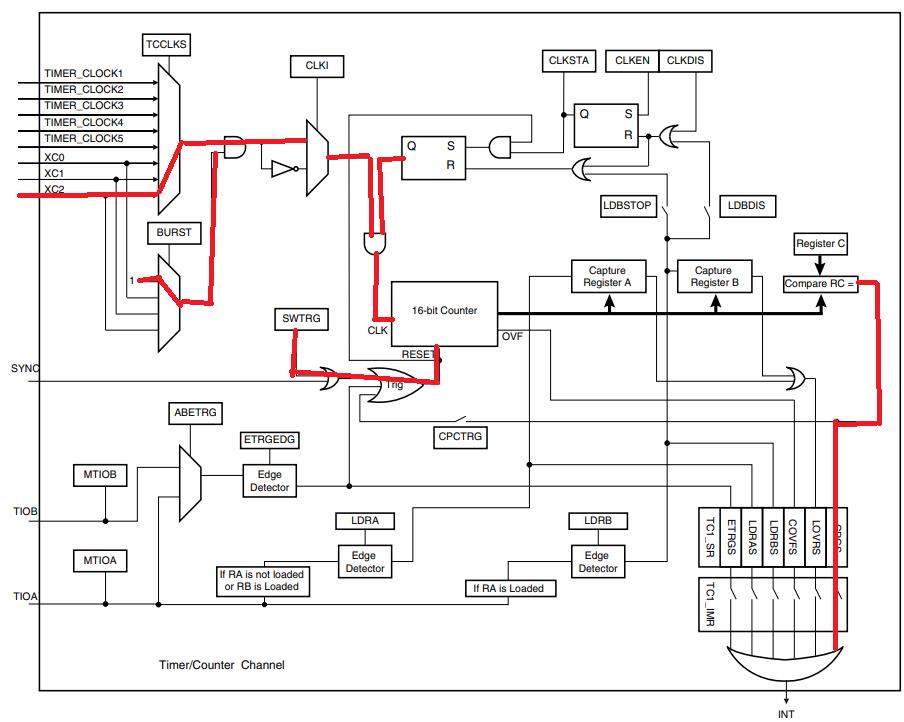 TCCLKS
TIMER_CLOCK1
TIMER_CLOCK2
TIMER_CLOCK3
TIMER_CLOCK4
TIMER_CLOCK5
XC0
XC1
XC2
CLKI
CLKSTA
CLKEN
CLKDIS
Q
S
R
Q
S
R
LDBSTOP
LDBDIS
BURST
1
Register C
Capture
Register A
Capture
Register B
Compare RC =
16-bit Counter
SWTRG
CLK
OVF
RESET
SYNC
Trig
ABETRG
CPCTRG
ETRGEDG
MTIOB
Edge
Detector
TIOB
LDRA
LDRB
MTIOA
Edge
Detector
Edge
Detector
If RA is not loaded
or RB is Loaded
If RA is Loaded
TIOA
TC1_SR
ETRGS
LDRAS
LDRBS
COVFS
LOVRS
TC1_IMR
Timer/Counter Channel
INT